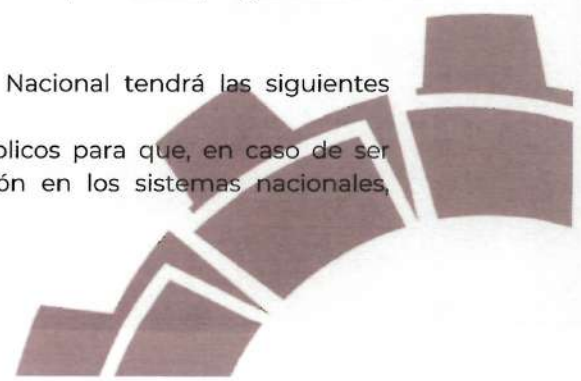 Nacional tendrá las siguientes
blicos para que, en caso de ser
ón en los sistemas nacionales,